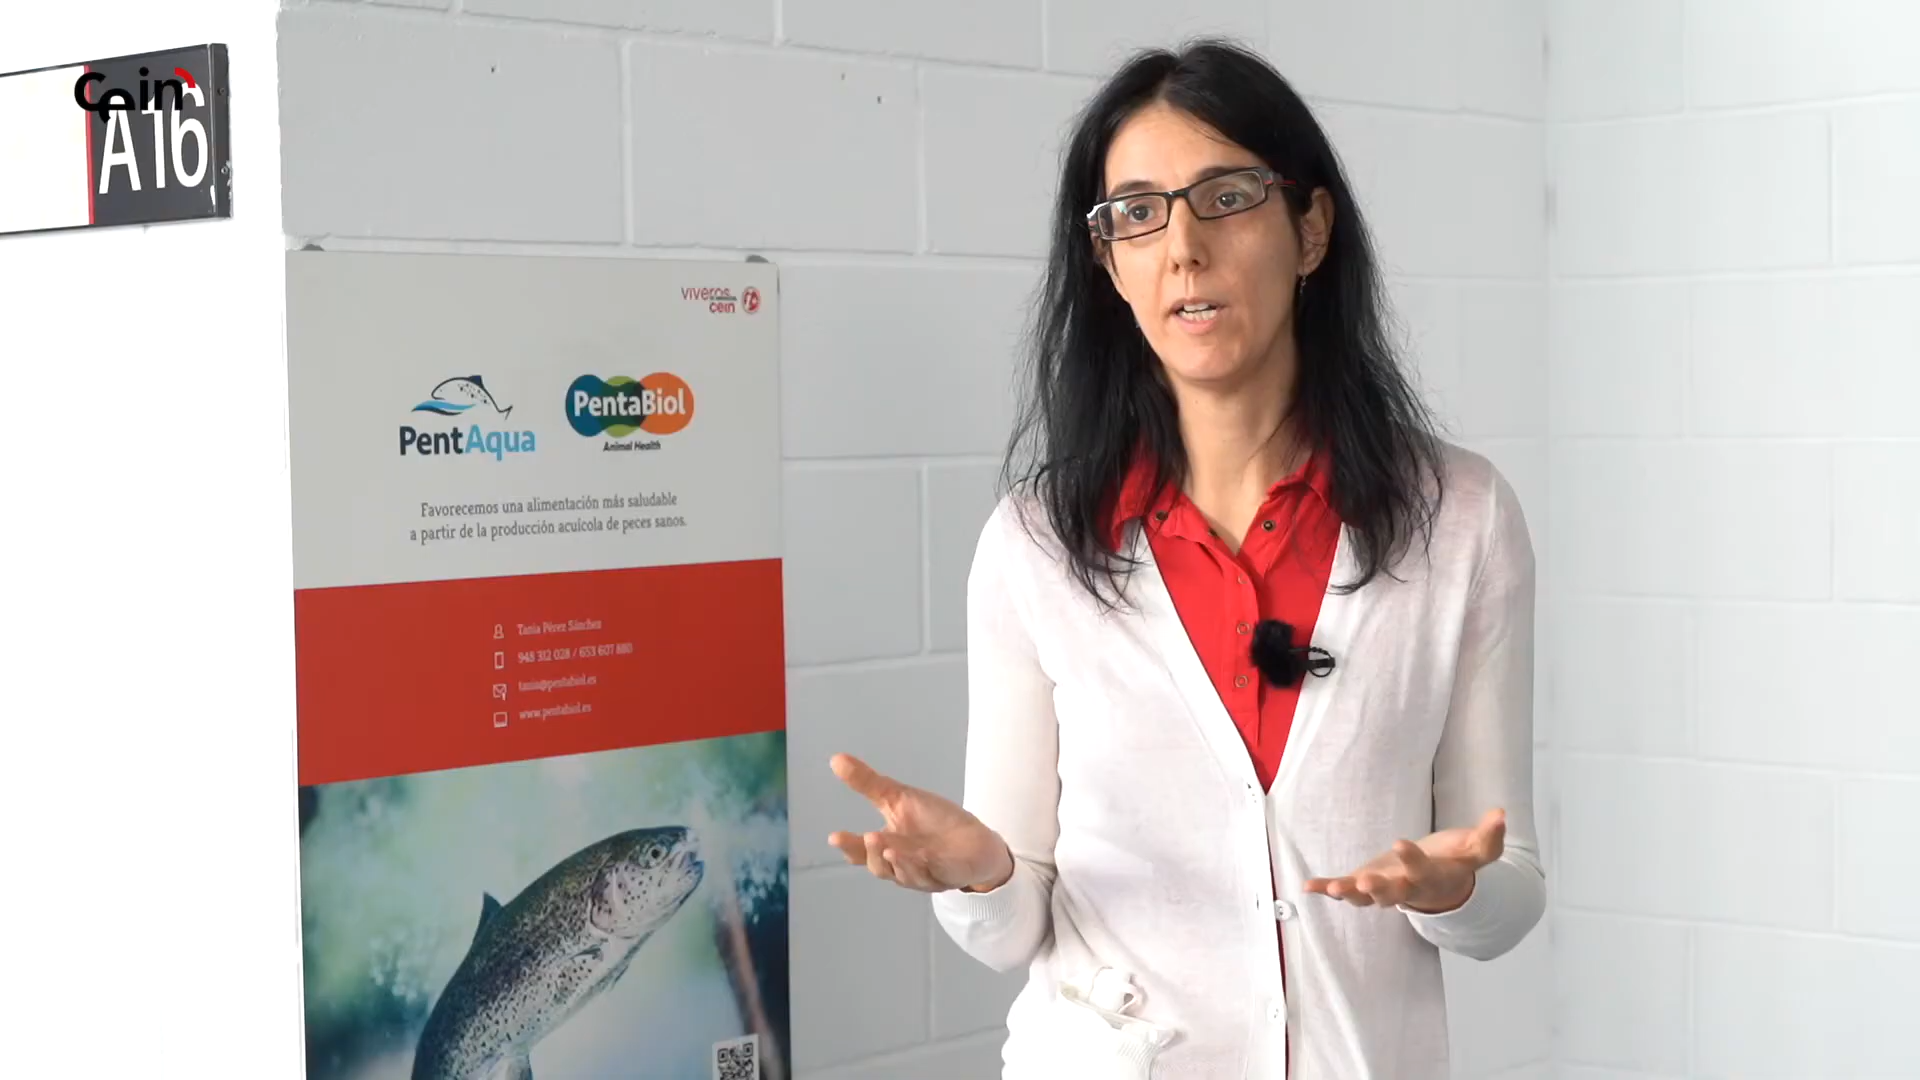 cein
A16
viveros
cein
PentAqua
PentaBiol
Animal Health
Favorecemos una alimentación más saludable
a partir de la producción acuícola de peces sanos.
Tania Pérez Sánchez
948 312 028 / 653 607 880
tania@pentabiol.es
www.pentabiol.es